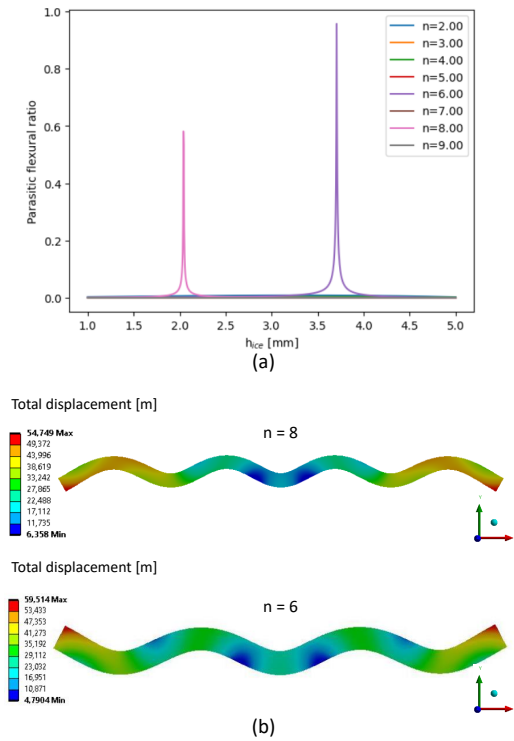 1.0
0.8
0.6
0.4
0.2
0.0
Parasitic flexural ratio
n=2.00
n=3.00
n=4.00
n=5.00
n=6.00
n=7.00
n=8.00
n=9.00
1.0 1.5 2.0 2.5 3.0 3.5 4.0 4.5 5.0
hice [mm]
(a)
Total displacement [m]
n = 8
54,749 Max
49,372
43,996
38,619
33,242
27,865
22,488
17,112
11,735
6,358 Min
Total displacement [m]
n = 6
59,514 Max
53,433
47,353
41,273
35,192
29,112
23,032
16,951
10,871
4,7904 Min
(b)